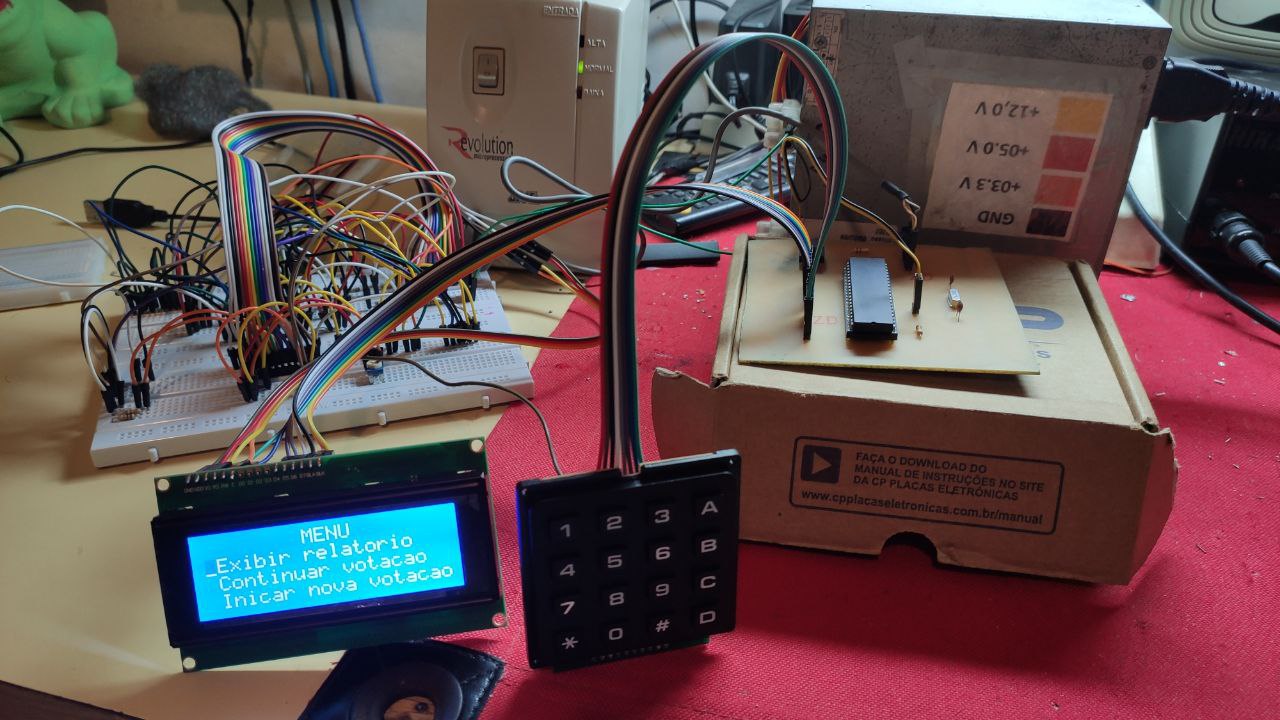 ENTRADA
ALTA
NORMAL
BAIXA
Revolution
+12,0 V
+05.0 V
+03.3 V
GND
MENU
_Exibir relatorio
Continuar votacao
Inicar nova votacao
1 2 3 A
4 5 6 B
7 8 9 C
* 0 # D
FAÇA O DOWNLOAD DO
MANUAL DE INSTRUÇÕES NO SITE
DA CP PLACAS ELETRÔNICAS
www.cpplacaseletronicas.com.br/manual